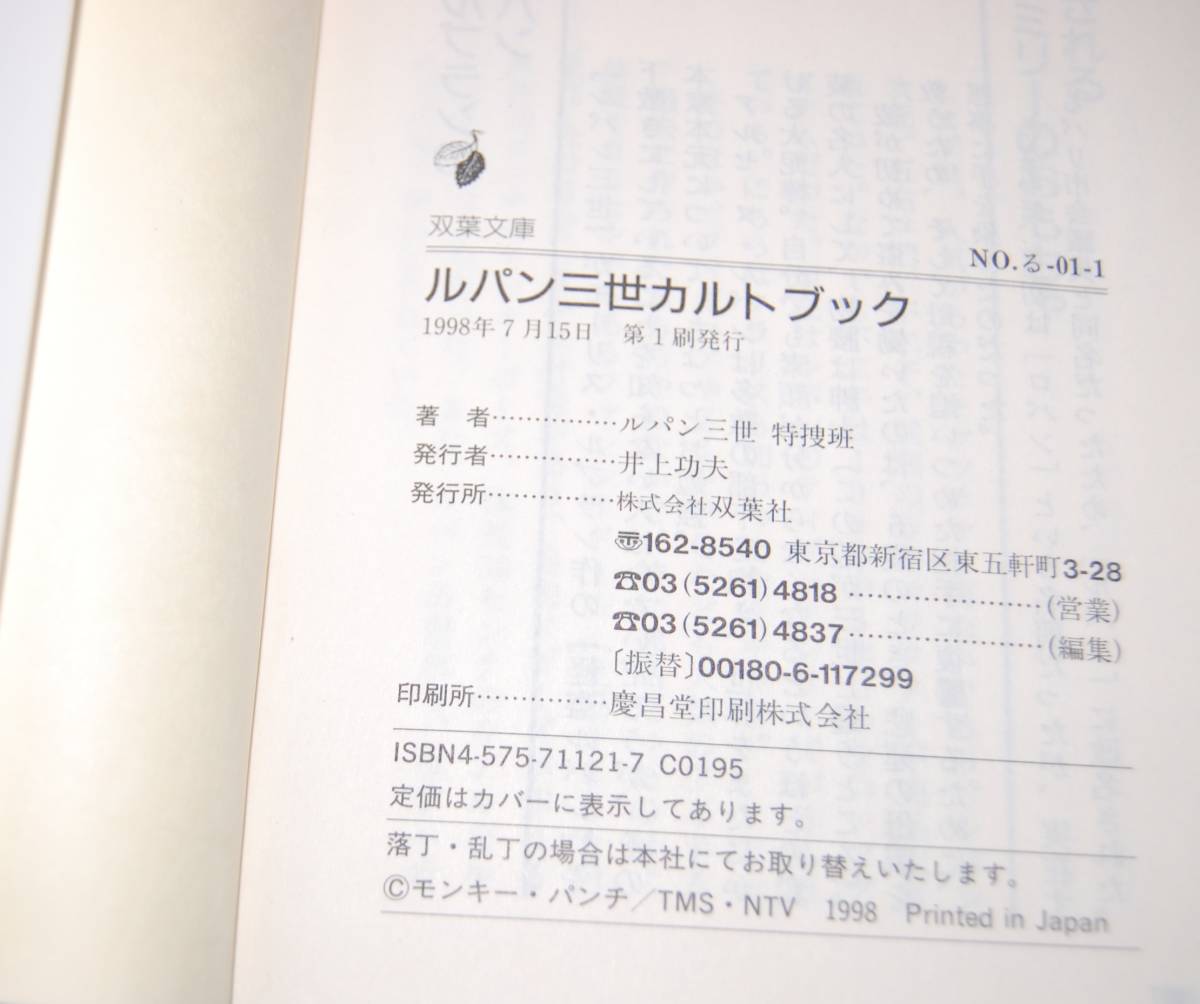 双葉文庫
NO.る-01-1
ルパン三世カルトブック
1998年7月15日　第1刷発行
著　者……………ルパン三世 特捜班
発行者……………井上功夫
発行所……………株式会社双葉社
〠162-8540 東京都新宿区東五軒町3-28
☎03(5261)4818 …………………(営業)
☎03(5261)4837…………………(編集)
〔振替〕00180-6-117299
印刷所……………慶昌堂印刷株式会社
ISBN4-575-71121-7 C0195
定価はカバーに表示してあります。
落丁・乱丁の場合は本社にてお取り替えいたします。
©モンキー・パンチ／TMS・NTV 1998 Printed in Japan